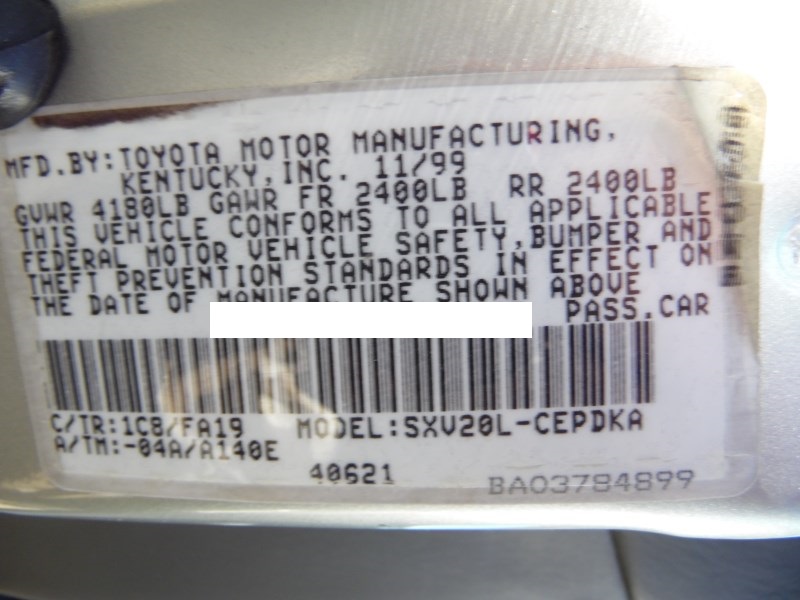 MFD.BY:TOYOTA MOTOR MANUFACTURING,
KENTUCKY,INC. 11/99
GVWR 4180LB GAWR FR 2400LB RR 2400LB
THIS VEHICLE CONFORMS TO ALL APPLICABLE
FEDERAL MOTOR VEHICLE SAFETY,BUMPER AND
THEFT PREVENTION STANDARDS IN EFFECT ON
THE DATE OF MANUFACTURE SHOWN ABOVE
PASS.CAR
C/TR:1C8/FA19 MODEL:SXV20L-CEPDKA
A/TM:-04A/A140E
40621 BA03784899